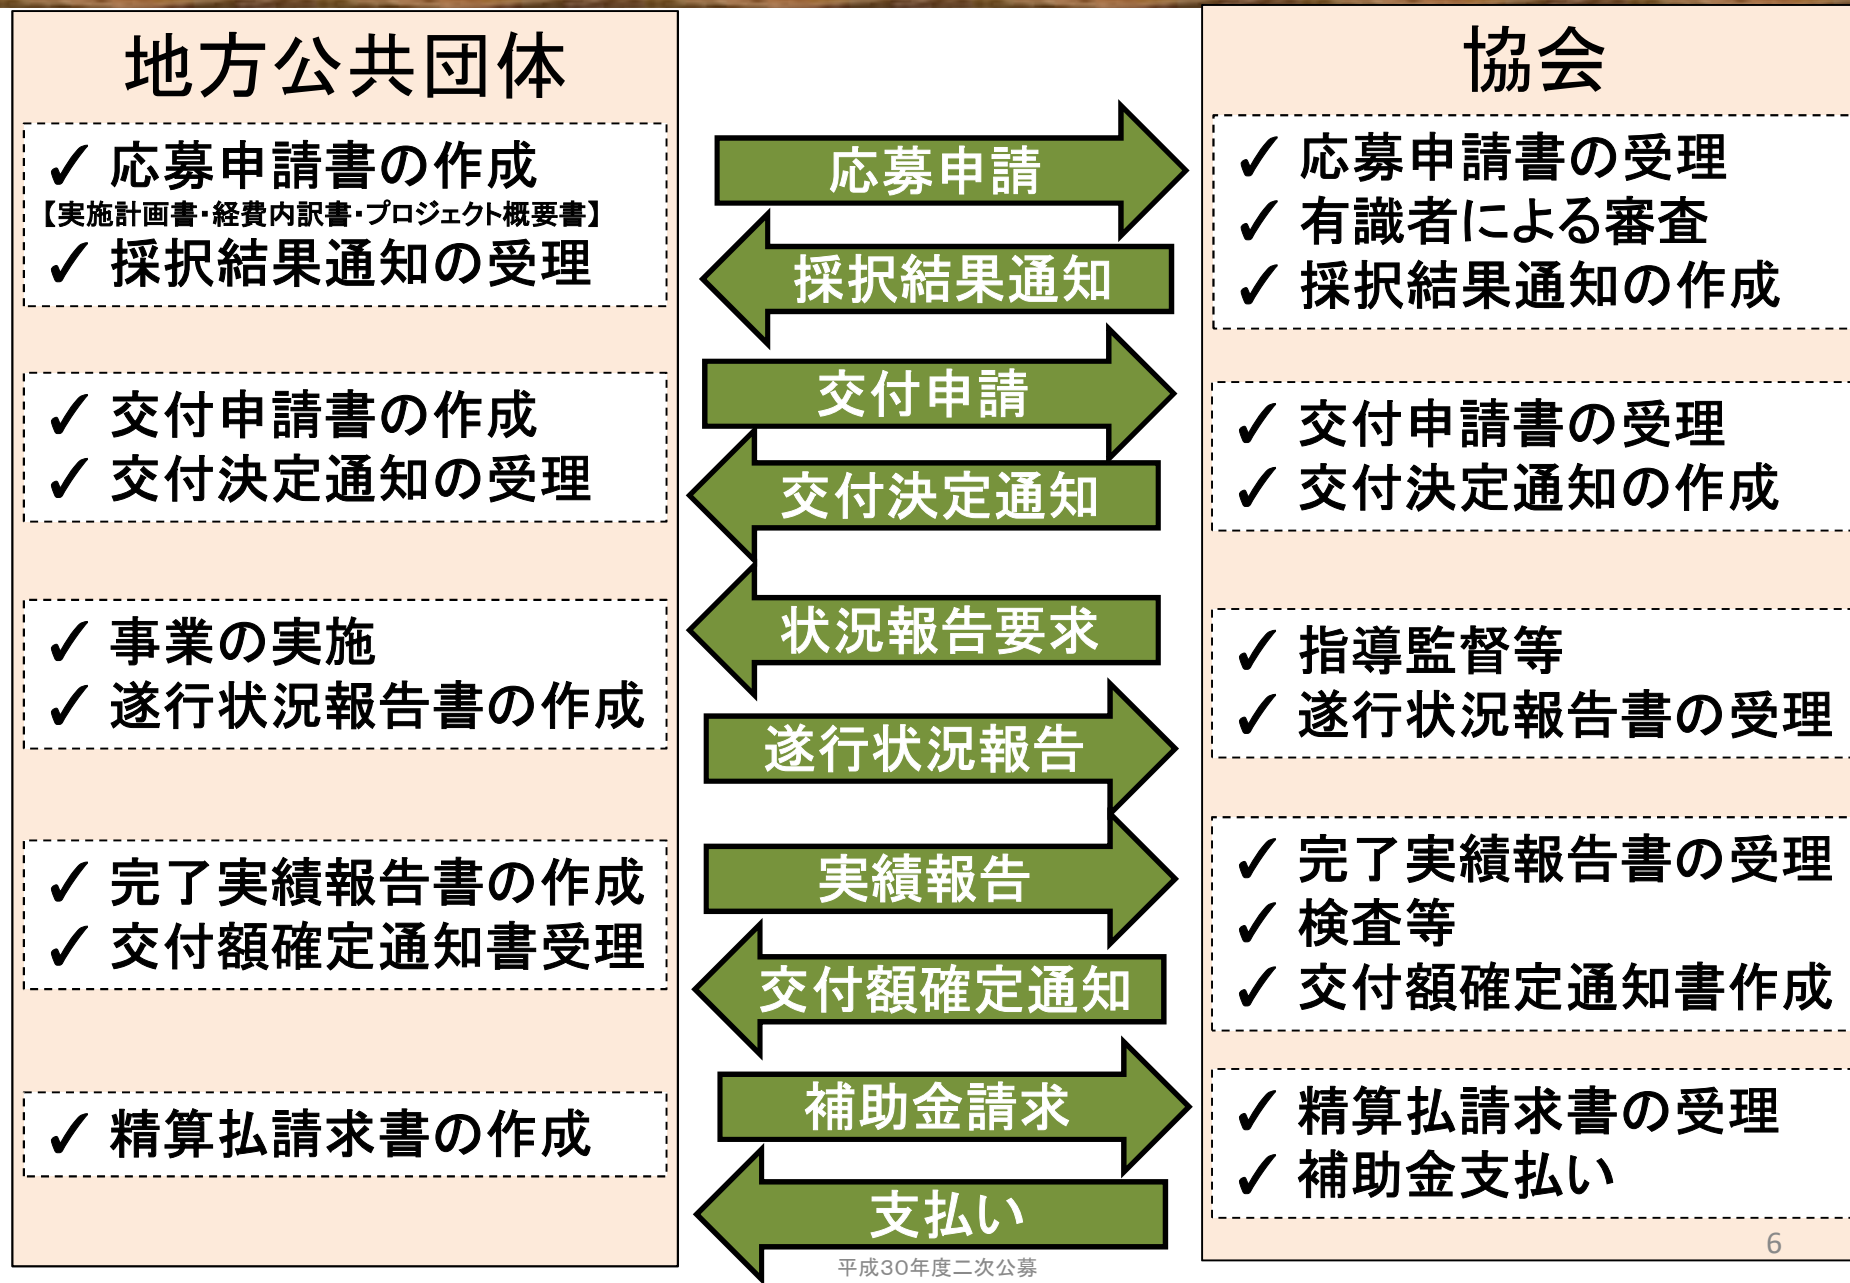 地方公共団体
✓ 応募申請書の作成
【実施計画書・経費内訳書・プロジェクト概要書】
✓ 採択結果通知の受理
✓ 交付申請書の作成
✓ 交付決定通知の受理
✓ 事業の実施
✓ 遂行状況報告書の作成
✓ 完了実績報告書の作成
✓ 交付額確定通知書受理
✓ 精算払請求書の作成
応募申請
採択結果通知
交付申請
交付決定通知
状況報告要求
遂行状況報告
実績報告
交付額確定通知
補助金請求
支払い
協会
✓ 応募申請書の受理
✓ 有識者による審査
✓ 採択結果通知の作成
✓ 交付申請書の受理
✓ 交付決定通知の作成
✓ 指導監督等
✓ 遂行状況報告書の受理
✓ 完了実績報告書の受理
✓ 検査等
✓ 交付額確定通知書作成
✓ 精算払請求書の受理
✓ 補助金支払い
平成30年度二次公募
6